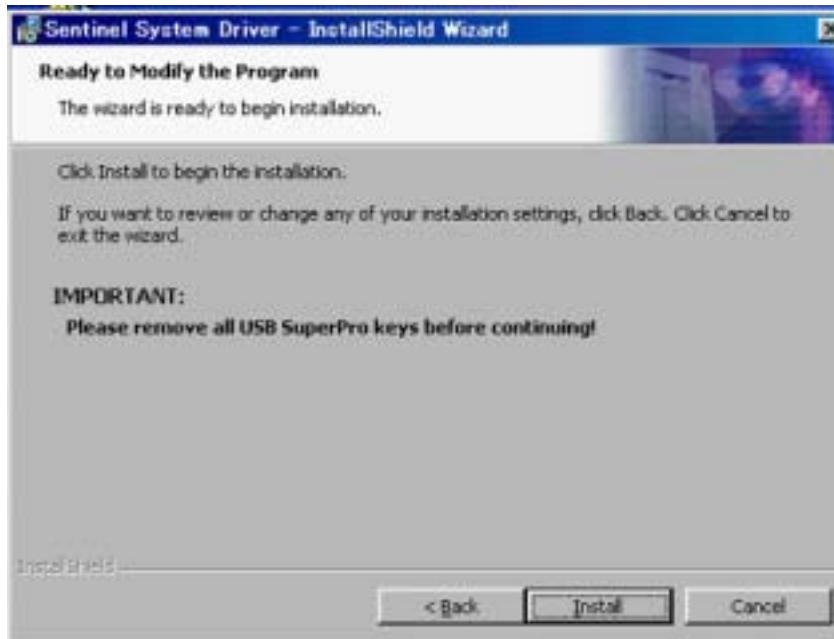 Sentinel System Driver - InstallShield Wizard
Ready to Modify the Program
The wizard is ready to begin installation.
Click Install to begin the installation.
If you want to review or change any of your installation settings, click Back. Click Cancel to
exit the wizard.
IMPORTANT:
Please remove all USB SuperPro keys before continuing!
InstallShield
< Back
Install
Cancel